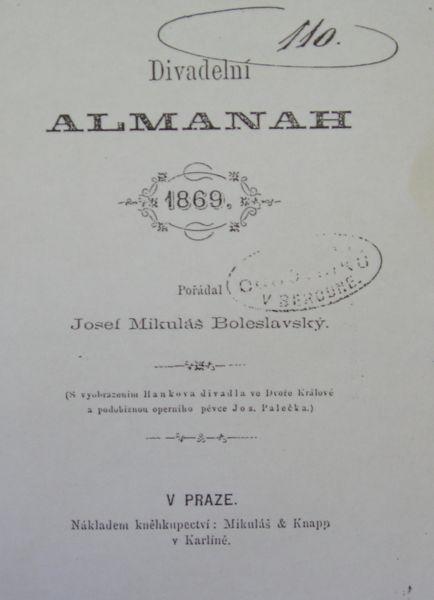 110.
Divadelní
ALMANAH
1869.
Pořádal
V BEROUNĚ.
Josef Mikuláš Boleslavský.
(S vyobrazením Hankova divadla ve Dvoře Králové
a podobiznou operního pévce Jos. Palečka.)
V PRAZE.
Nákladem kněhkupectví: Mikuláš & Knapp
v Karlíně.